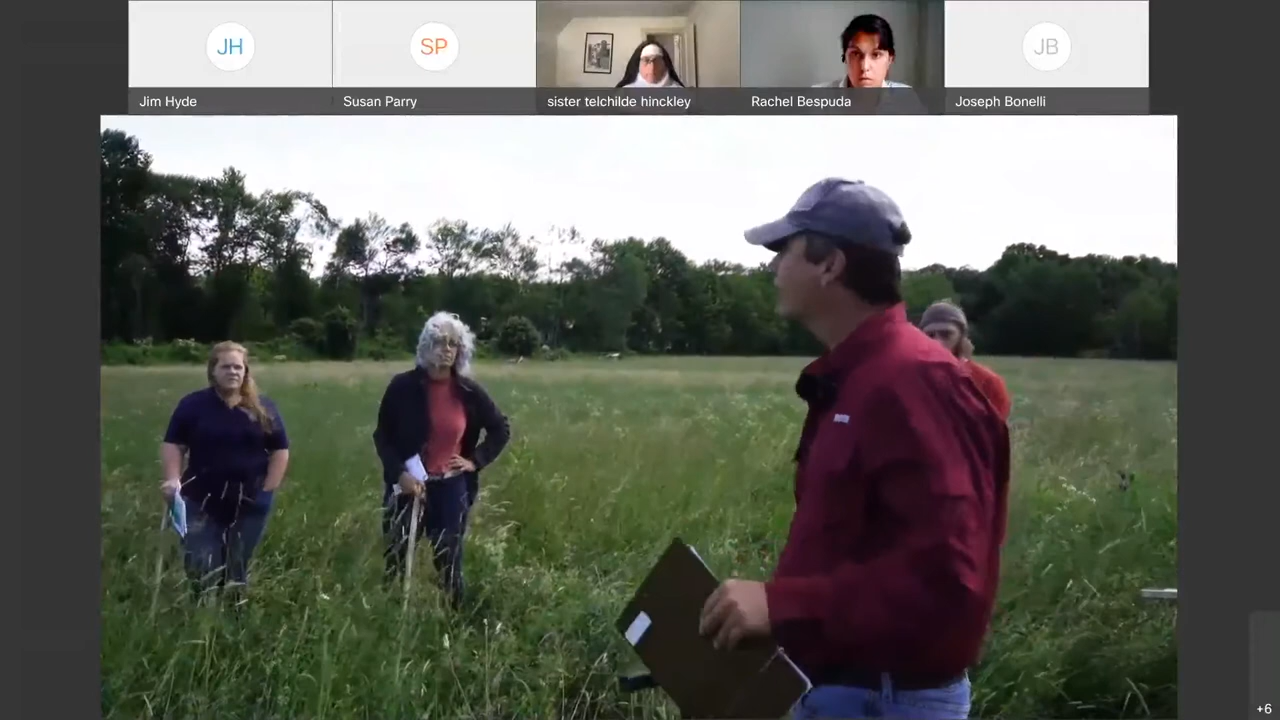 JH
SP
JB
Jim Hyde
Susan Parry
sister telchilde hinckley
Rachel Bespuda
Joseph Bonelli
+6